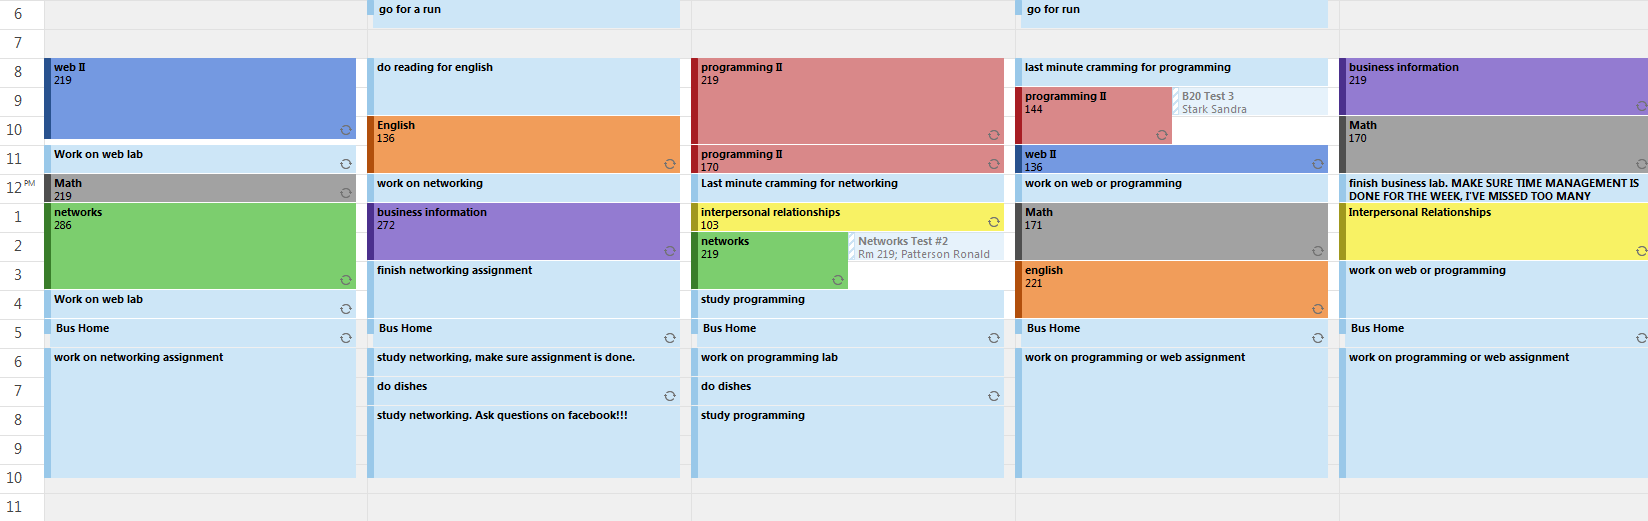 6
go for a run
go for run
7
8
web II
219
do reading for english
programming II
219
last minute cramming for programming
business information
219
9
programming II
144
B20 Test 3
Stark Sandra
10
English
136
Math
170
11
Work on web lab
programming II
170
web II
136
12 PM
Math
219
work on networking
Last minute cramming for networking
work on web or programming
finish business lab. MAKE SURE TIME MANAGEMENT IS
DONE FOR THE WEEK, I'VE MISSED TOO MANY
1
networks
286
business information
272
interpersonal relationships
103
Math
171
Interpersonal Relationships
2
networks
219
Networks Test #2
Rm 219; Patterson Ronald
3
finish networking assignment
english
221
work on web or programming
4
Work on web lab
study programming
5
Bus Home
Bus Home
Bus Home
Bus Home
Bus Home
6
work on networking assignment
study networking, make sure assignment is done.
work on programming lab
work on programming or web assignment
work on programming or web assignment
7
do dishes
do dishes
8
study networking. Ask questions on facebook!!!
study programming
9
10
11